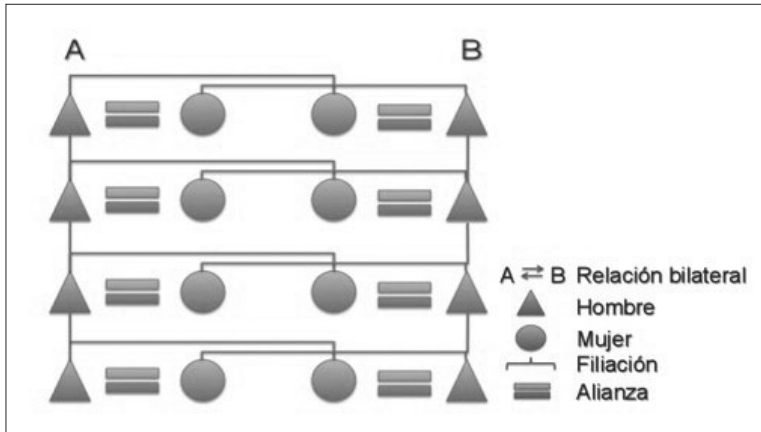 A B
A ⇄ B Relación bilateral
Hombre
Mujer
Filiación
Alianza